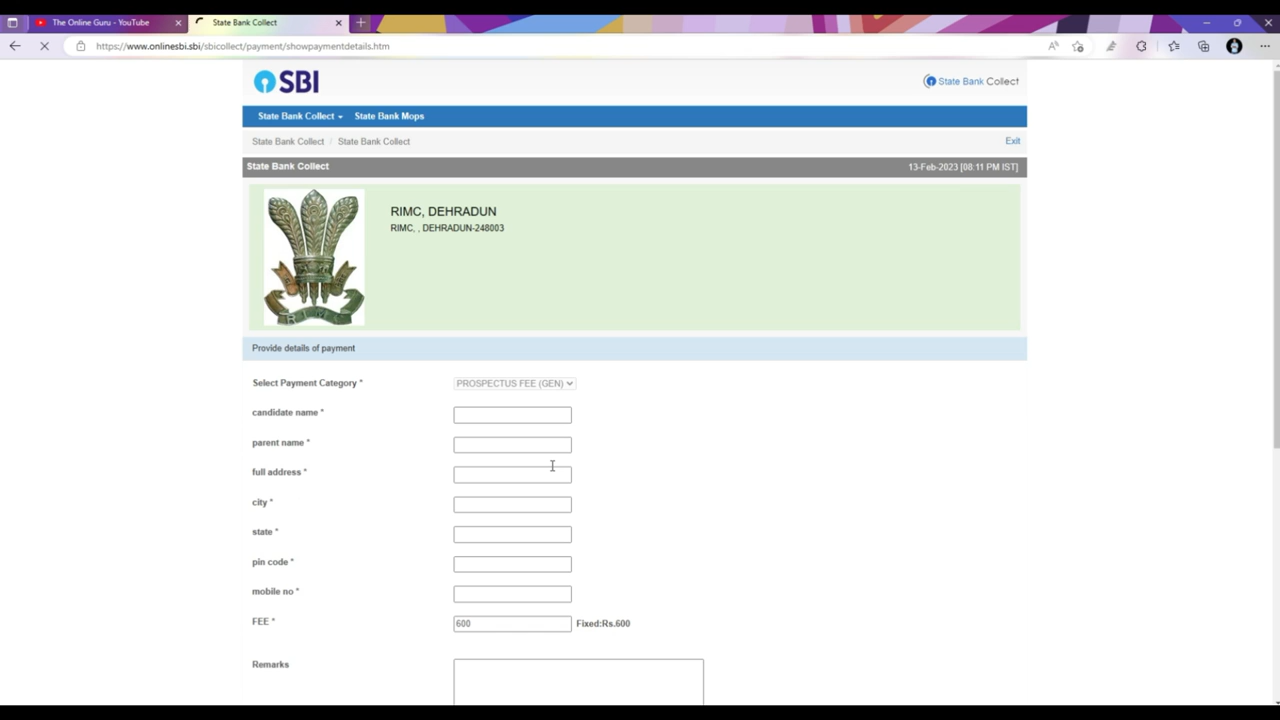 The Online Guru - YouTube
State Bank Collect
https://www.onlinesbi.sbi/sbicollect/payment/showpaymentdetails.htm
SBI
State Bank Collect
State Bank Collect State Bank Mops
State Bank Collect / State Bank Collect
Exit
State Bank Collect
13-Feb-2023 [08:11 PM IST]
RIMC, DEHRADUN
RIMC, , DEHRADUN-248003
RIMC
Provide details of payment
Select Payment Category * PROSPECTUS FEE (GEN)
candidate name *
parent name *
full address *
city *
state *
pin code *
mobile no *
FEE * 600 Fixed:Rs.600
Remarks